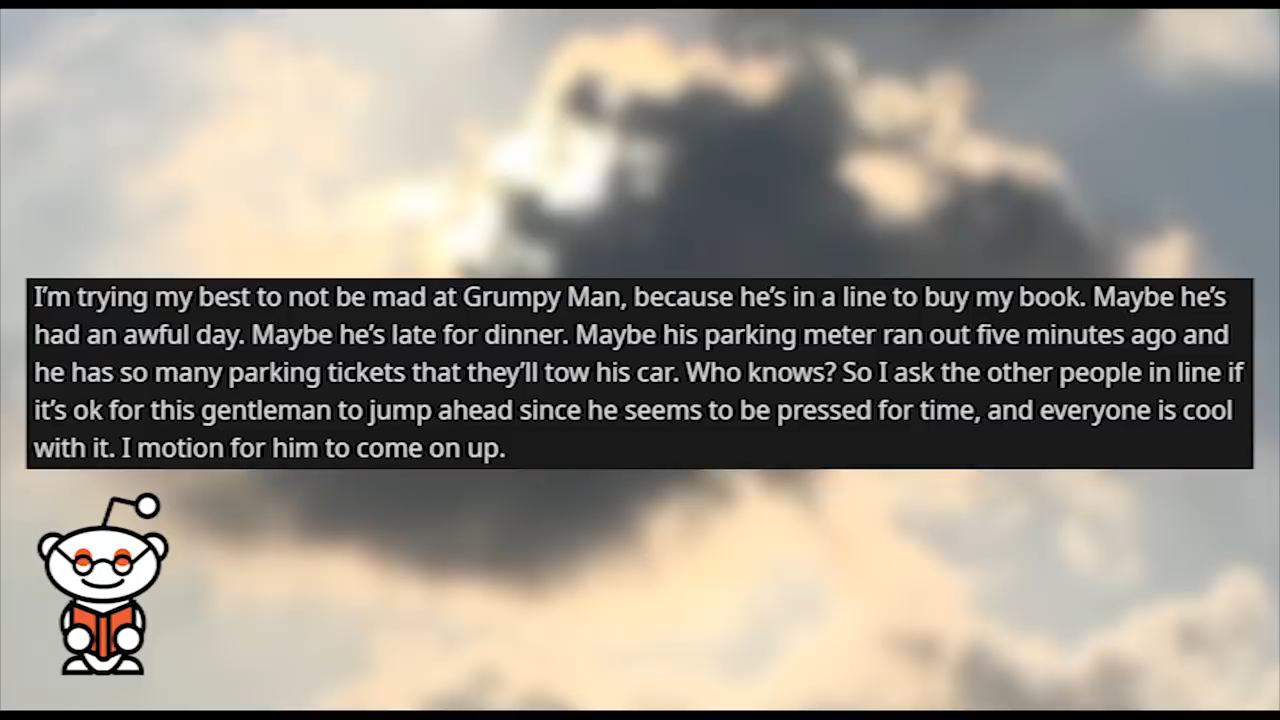 I'm trying my best to not be mad at Grumpy Man, because he's in a line to buy my book. Maybe he's
had an awful day. Maybe he's late for dinner. Maybe his parking meter ran out five minutes ago and
he has so many parking tickets that they'll tow his car. Who knows? So I ask the other people in line if
it's ok for this gentleman to jump ahead since he seems to be pressed for time, and everyone is cool
with it. I motion for him to come on up.